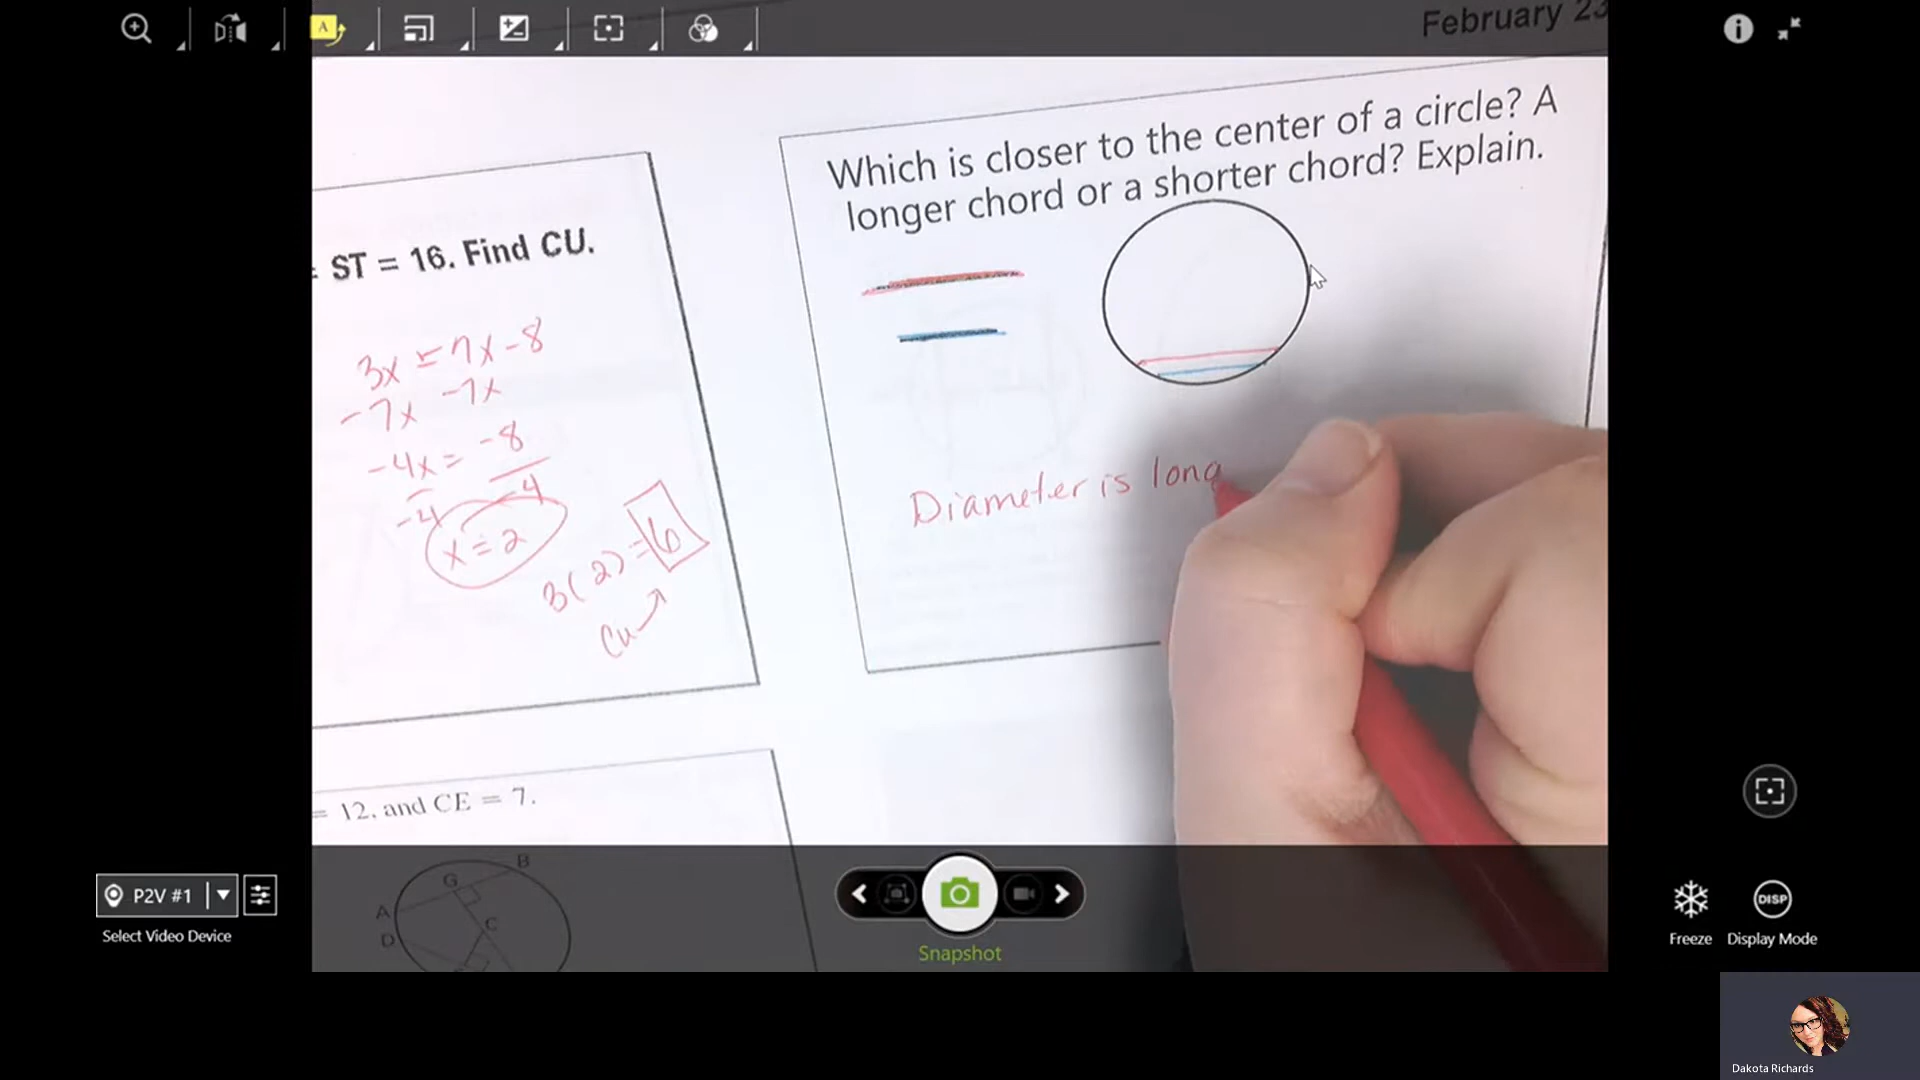 A
February 23
Which is closer to the center of a circle? A
longer chord or a shorter chord? Explain.
= ST = 16. Find CU.
3x = 7x - 8
-7x -7x
-4x = -8
-4 -4
x = 2
3(2) = 6
CU
Diameter is long
= 12, and CE = 7.
B
G
A
C
D
P2V #1
Select Video Device
Snapshot
Freeze
DISP
Display Mode
Dakota Richards